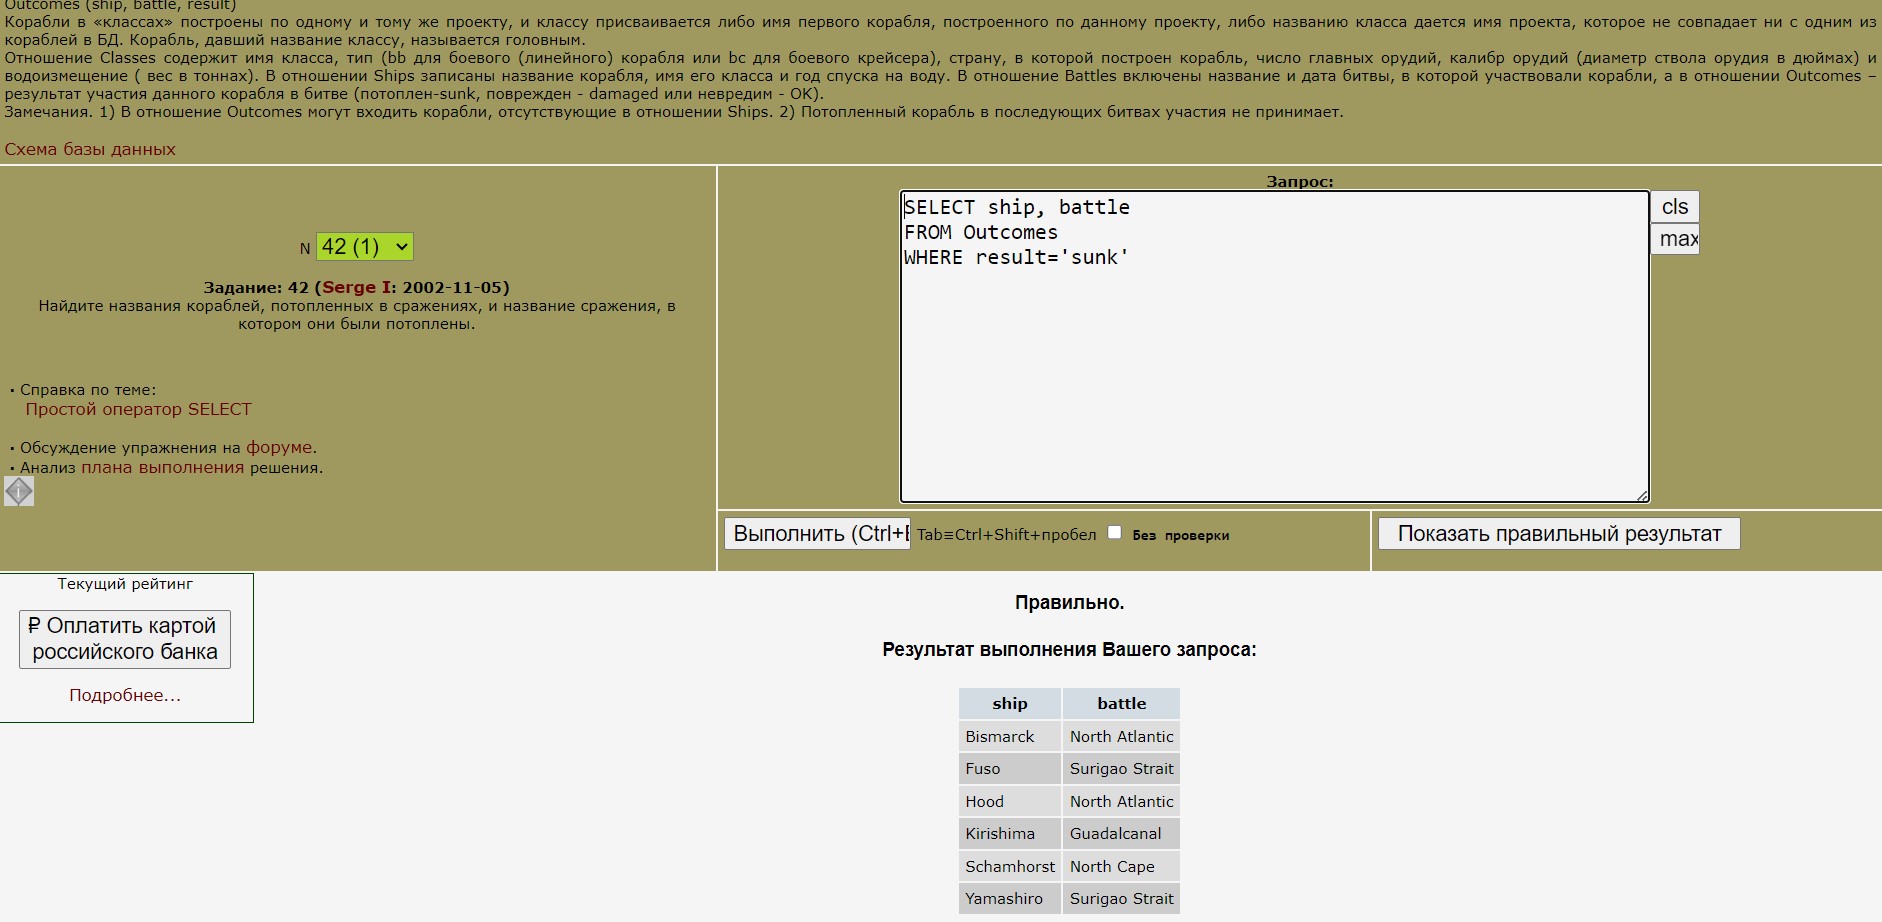 Outcomes (ship, battle, result)
Корабли в «классах» построены по одному и тому же проекту, и классу присваивается либо имя первого корабля, построенного по данному проекту, либо названию класса дается имя проекта, которое не совпадает ни с одним из
кораблей в БД. Корабль, давший название классу, называется головным.
Отношение Classes содержит имя класса, тип (bb для боевого (линейного) корабля или bc для боевого крейсера), страну, в которой построен корабль, число главных орудий, калибр орудий (диаметр ствола орудия в дюймах) и
водоизмещение ( вес в тоннах). В отношении Ships записаны название корабля, имя его класса и год спуска на воду. В отношение Battles включены название и дата битвы, в которой участвовали корабли, а в отношении Outcomes –
результат участия данного корабля в битве (потоплен-sunk, поврежден - damaged или невредим - OK).
Замечания. 1) В отношение Outcomes могут входить корабли, отсутствующие в отношении Ships. 2) Потопленный корабль в последующих битвах участия не принимает.
Схема базы данных
N 42 (1)
Задание: 42 (Serge I: 2002-11-05)
Найдите названия кораблей, потопленных в сражениях, и название сражения, в
котором они были потоплены.
· Справка по теме:
Простой оператор SELECT
· Обсуждение упражнения на форуме.
· Анализ плана выполнения решения.
Запрос:
SELECT ship, battle
FROM Outcomes
WHERE result='sunk'
cls
max
Выполнить (Ctrl+E Tab≡Ctrl+Shift+пробел Без проверки
Показать правильный результат
Текущий рейтинг
₽ Оплатить картой
российского банка
Подробнее...
Правильно.
Результат выполнения Вашего запроса:
ship battle
Bismarck North Atlantic
Fuso Surigao Strait
Hood North Atlantic
Kirishima Guadalcanal
Schamhorst North Cape
Yamashiro Surigao Strait